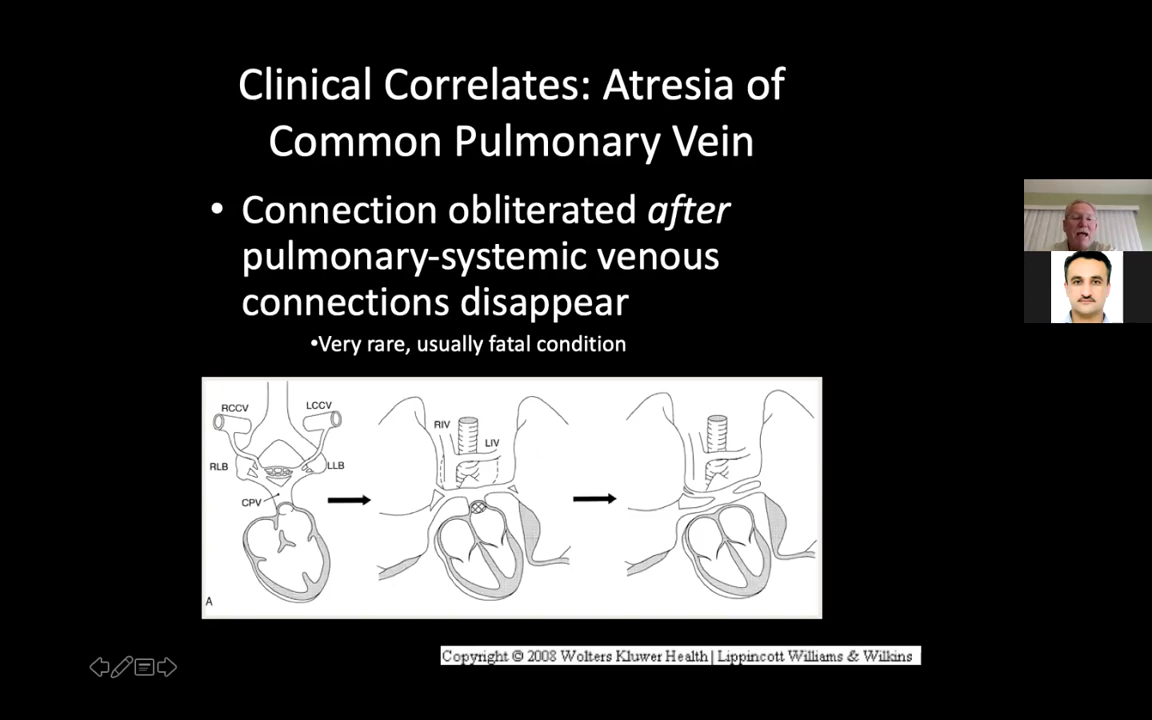 Clinical Correlates: Atresia of
Common Pulmonary Vein
• Connection obliterated after
pulmonary-systemic venous
connections disappear
•Very rare, usually fatal condition
RCCV
LCCV
RLB
LLB
CPV
A
RIV
LIV
Copyright © 2008 Wolters Kluwer Health | Lippincott Williams & Wilkins